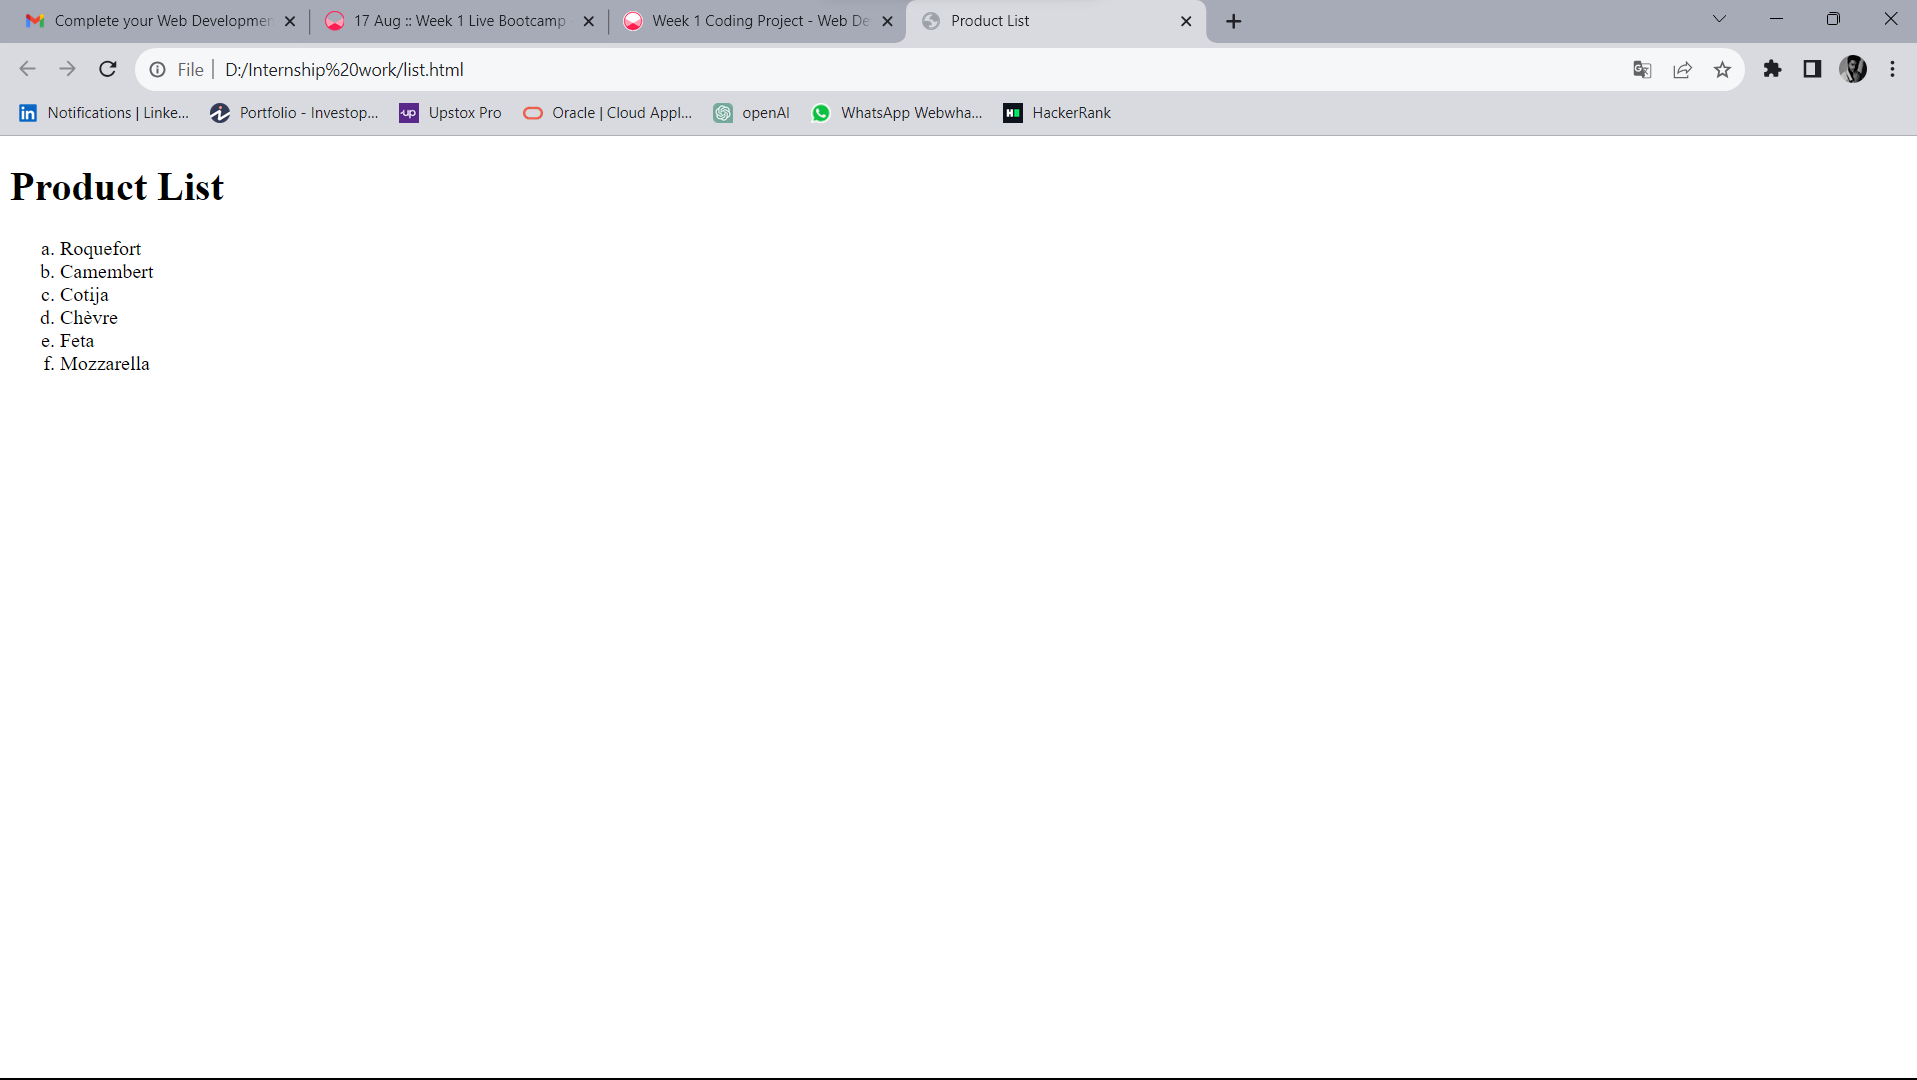 Complete your Web Developmen
17 Aug :: Week 1 Live Bootcamp
Week 1 Coding Project - Web De
Product List
File
D:/Internship%20work/list.html
Notifications | Linke...
Portfolio - Investop...
up
Upstox Pro
Oracle | Cloud Appl...
openAI
WhatsApp Webwha...
HackerRank
Product List
a. Roquefort
b. Camembert
c. Cotija
d. Chèvre
e. Feta
f. Mozzarella